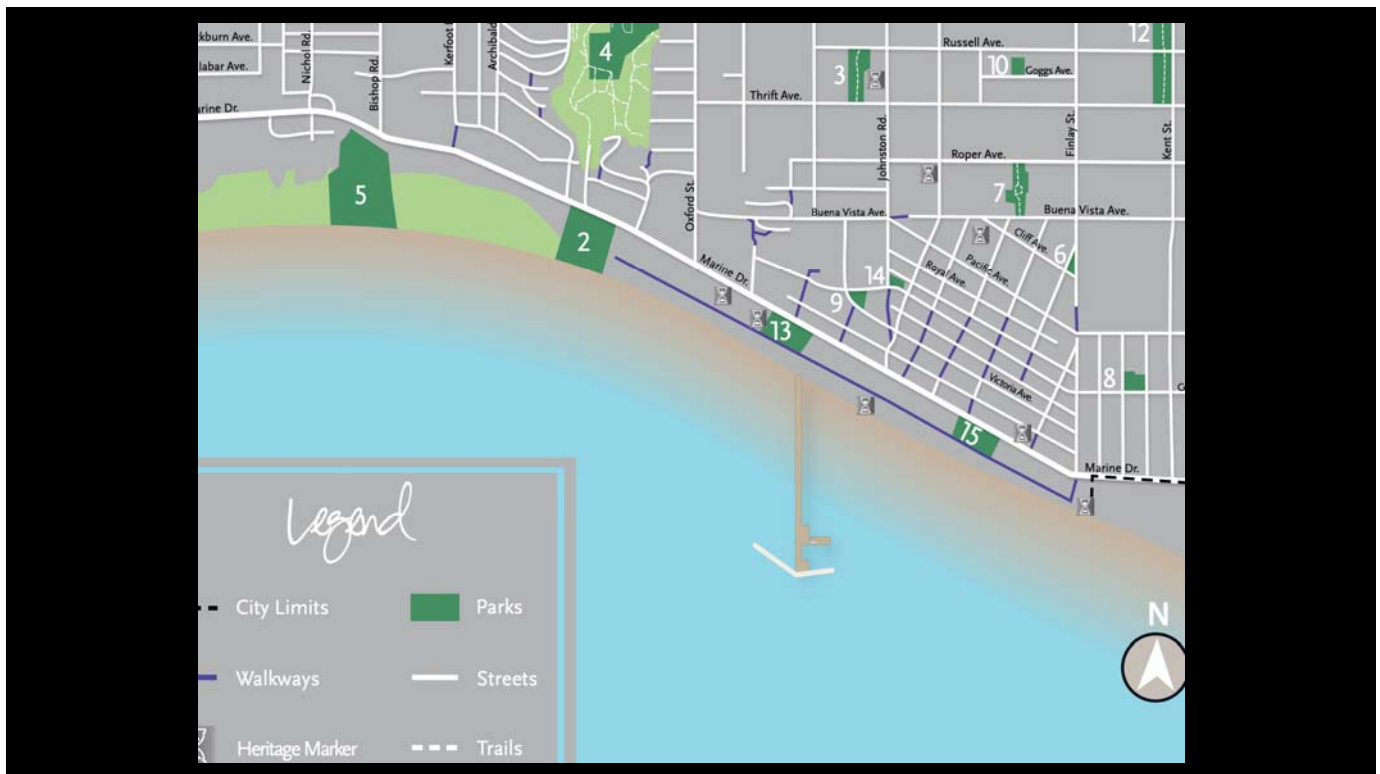 12
ckburn Ave.
Nichol Rd.
Bishop Rd.
Kerfoot
Archibald
4
Russell Ave.
3
10
Goggs Ave.
labar Ave.
arine Dr.
Thrift Ave.
Johnston Rd.
Finlay St.
Kent St.
Roper Ave.
5
7
Oxford St.
Buena Vista Ave.
Buena Vista Ave.
2
Cliff Ave.
6
Marine Dr.
14
Royal Ave.
Pacific Ave.
9
13
8
Victoria Ave.
15
Marine Dr.
Legend
City Limits
Parks
N
Walkways
Streets
Heritage Marker
Trails